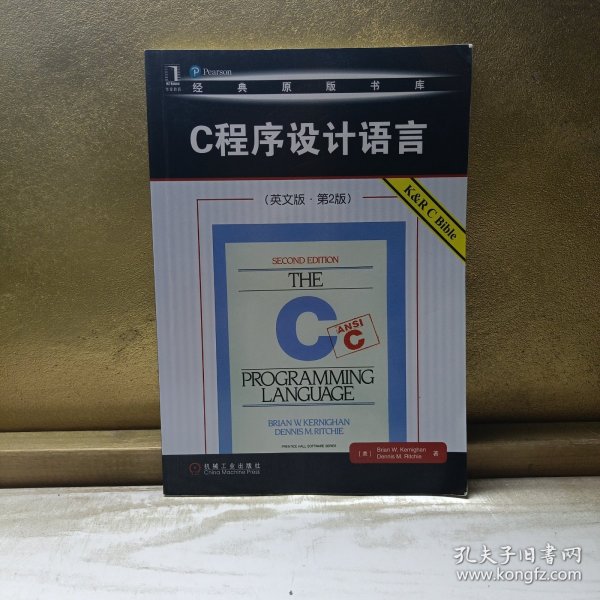 Pearson
经典原版书库
C程序设计语言
(英文版·第2版)
K&R C Bible
SECOND EDITION
THE
C
ANSI
C
PROGRAMMING
LANGUAGE
BRIAN W. KERNIGHAN
DENNIS M. RITCHIE
PRENTICE HALL SOFTWARE SERIES
[美] Brian W. Kernighan
Dennis M. Ritchie 著
机械工业出版社
China Machine Press
孔夫子旧书网
www.kongfz.com